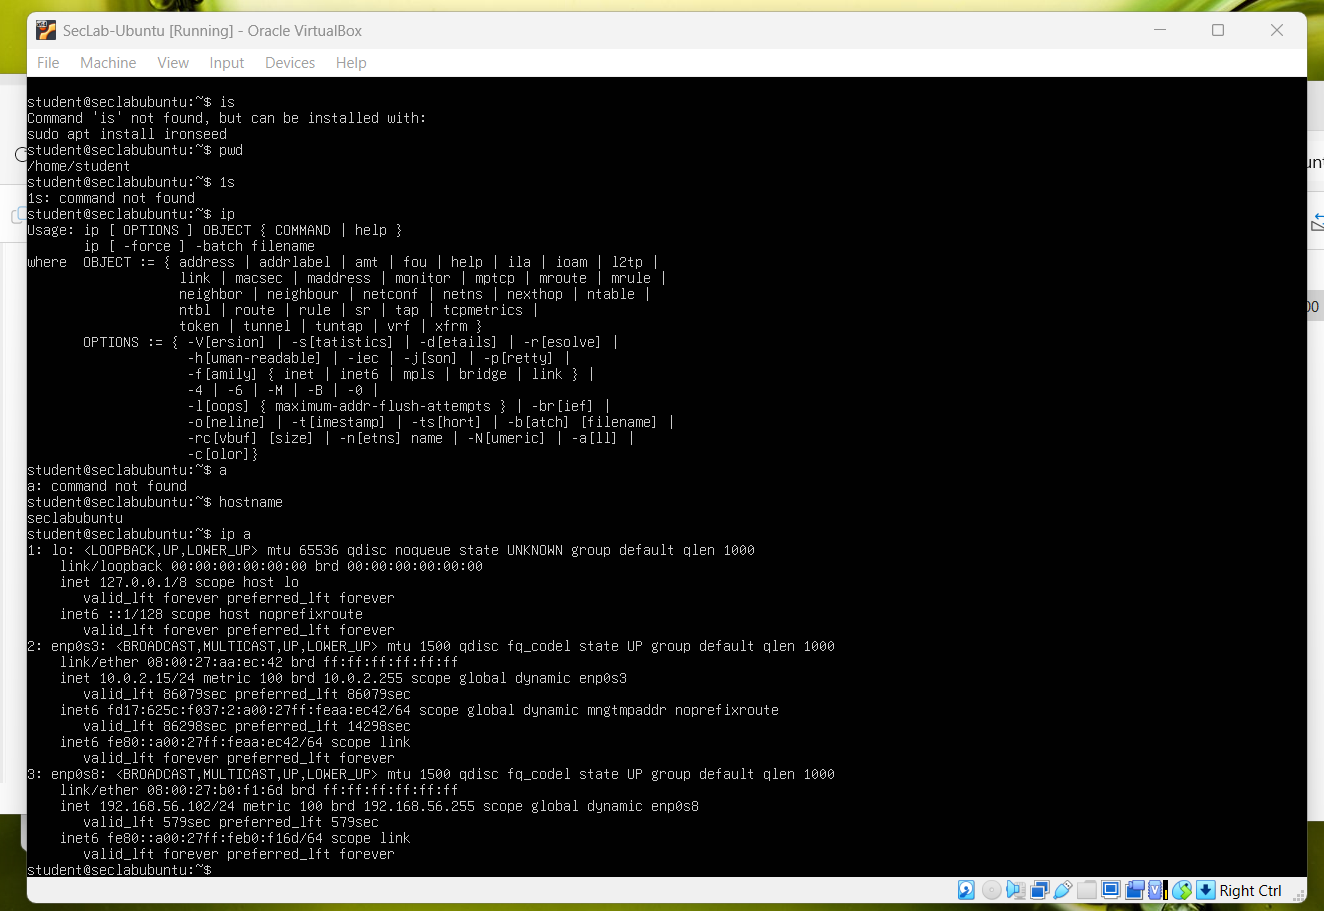 SecLab-Ubuntu [Running] - Oracle VirtualBox
File Machine View Input Devices Help
student@seclabubuntu:~$ is
Command 'is' not found, but can be installed with:
sudo apt install ironseed
student@seclabubuntu:~$ pwd
/home/student
student@seclabubuntu:~$ 1s
1s: command not found
student@seclabubuntu:~$ ip
Usage: ip [ OPTIONS ] OBJECT { COMMAND | help }
       ip [ -force ] -batch filename
where  OBJECT := { address | addrlabel | amt | fou | help | ila | ioam | l2tp |
                   link | macsec | maddress | monitor | mptcp | mroute | mrule |
                   neighbor | neighbour | netconf | netns | nexthop | ntable |
                   ntbl | route | rule | sr | tap | tcpmetrics |
                   token | tunnel | tuntap | vrf | xfrm }
       OPTIONS := { -V[ersion] | -s[tatistics] | -d[etails] | -r[esolve] |
                    -h[uman-readable] | -iec | -j[son] | -p[retty] |
                    -f[amily] { inet | inet6 | mpls | bridge | link } |
                    -4 | -6 | -M | -B | -0 |
                    -l[oops] { maximum-addr-flush-attempts } | -br[ief] |
                    -o[neline] | -t[imestamp] | -ts[hort] | -b[atch] [filename] |
                    -rc[vbuf] [size] | -n[etns] name | -N[umeric] | -a[ll] |
                    -c[olor]}
student@seclabubuntu:~$ a
a: command not found
student@seclabubuntu:~$ hostname
seclabubuntu
student@seclabubuntu:~$ ip a
1: lo: <LOOPBACK,UP,LOWER_UP> mtu 65536 qdisc noqueue state UNKNOWN group default qlen 1000
    link/loopback 00:00:00:00:00:00 brd 00:00:00:00:00:00
    inet 127.0.0.1/8 scope host lo
       valid_lft forever preferred_lft forever
    inet6 ::1/128 scope host noprefixroute
       valid_lft forever preferred_lft forever
2: enp0s3: <BROADCAST,MULTICAST,UP,LOWER_UP> mtu 1500 qdisc fq_codel state UP group default qlen 1000
    link/ether 08:00:27:aa:ec:42 brd ff:ff:ff:ff:ff:ff
    inet 10.0.2.15/24 metric 100 brd 10.0.2.255 scope global dynamic enp0s3
       valid_lft 86079sec preferred_lft 86079sec
    inet6 fd17:625c:f037:2:a00:27ff:feaa:ec42/64 scope global dynamic mngtmpaddr noprefixroute
       valid_lft 86298sec preferred_lft 14298sec
    inet6 fe80::a00:27ff:feaa:ec42/64 scope link
       valid_lft forever preferred_lft forever
3: enp0s8: <BROADCAST,MULTICAST,UP,LOWER_UP> mtu 1500 qdisc fq_codel state UP group default qlen 1000
    link/ether 08:00:27:b0:f1:6d brd ff:ff:ff:ff:ff:ff
    inet 192.168.56.102/24 metric 100 brd 192.168.56.255 scope global dynamic enp0s8
       valid_lft 579sec preferred_lft 579sec
    inet6 fe80::a00:27ff:feb0:f16d/64 scope link
       valid_lft forever preferred_lft forever
student@seclabubuntu:~$
Right Ctrl